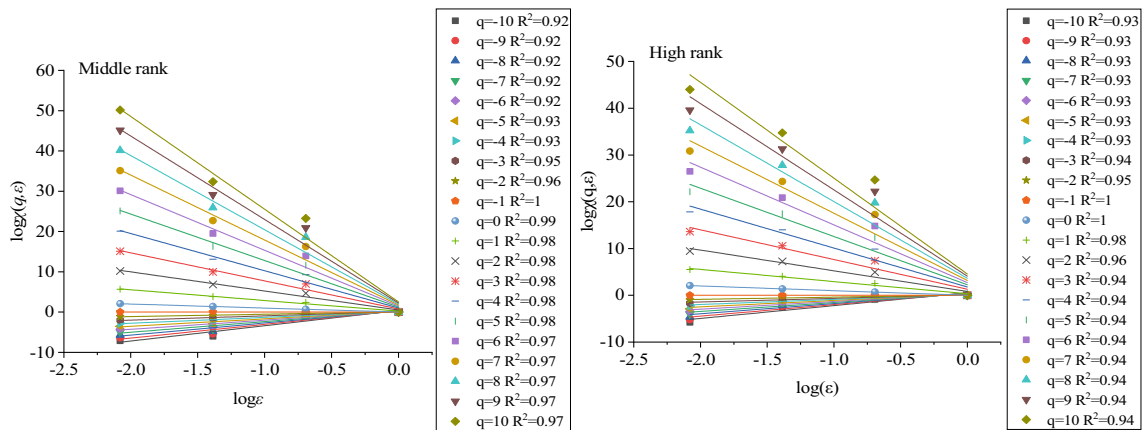 Middle rank
logχ(q,ε)
60
50
40
30
20
10
0
-10
-2.5
-2.0
-1.5
-1.0
-0.5
0.0
logε
q=-10 R²=0.92
q=-9 R²=0.92
q=-8 R²=0.92
q=-7 R²=0.92
q=-6 R²=0.92
q=-5 R²=0.93
q=-4 R²=0.93
q=-3 R²=0.95
q=-2 R²=0.96
q=-1 R²=1
q=0 R²=0.99
q=1 R²=0.98
q=2 R²=0.98
q=3 R²=0.98
q=4 R²=0.98
q=5 R²=0.98
q=6 R²=0.97
q=7 R²=0.97
q=8 R²=0.97
q=9 R²=0.97
q=10 R²=0.97
High rank
logχ(q,ε)
50
40
30
20
10
0
-10
-2.5
-2.0
-1.5
-1.0
-0.5
0.0
log(ε)
q=-10 R²=0.93
q=-9 R²=0.93
q=-8 R²=0.93
q=-7 R²=0.93
q=-6 R²=0.93
q=-5 R²=0.93
q=-4 R²=0.93
q=-3 R²=0.94
q=-2 R²=0.95
q=-1 R²=1
q=0 R²=1
q=1 R²=0.98
q=2 R²=0.96
q=3 R²=0.94
q=4 R²=0.94
q=5 R²=0.94
q=6 R²=0.94
q=7 R²=0.94
q=8 R²=0.94
q=9 R²=0.94
q=10 R²=0.94